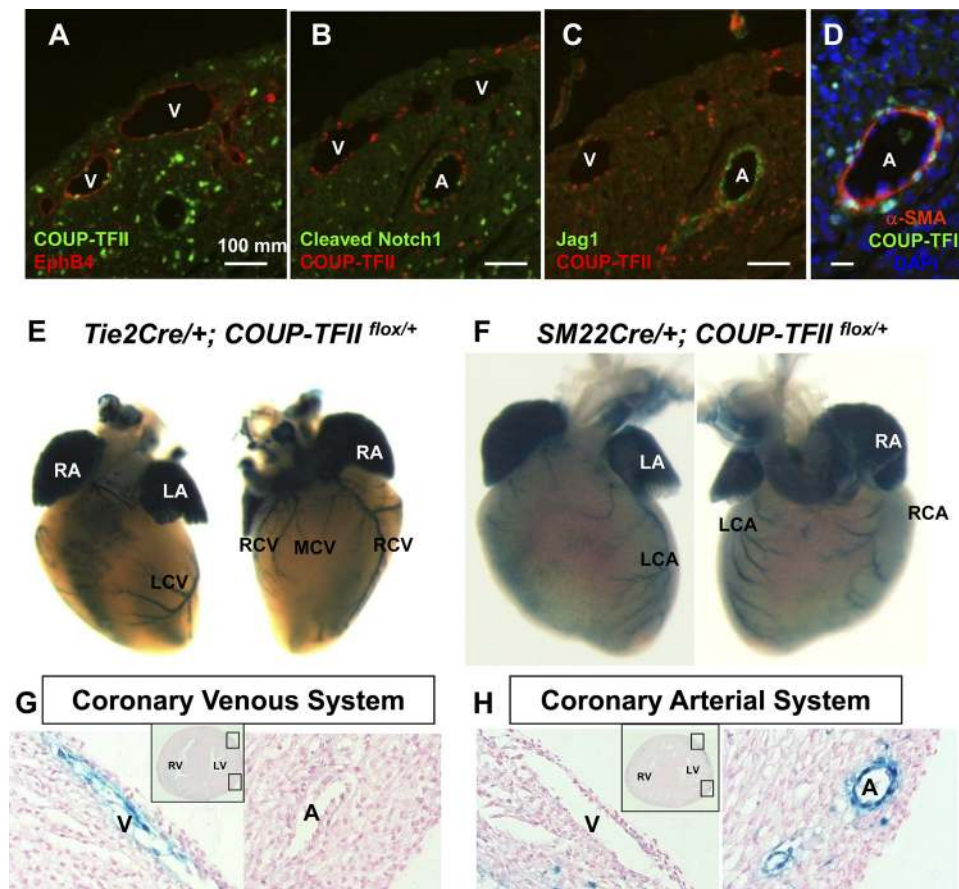 A
V
V
COUP-TFII
EphB4
100 mm
B
V
V
A
Cleaved Notch1
COUP-TFII
C
V
A
Jag1
COUP-TFII
D
A
α-SMA
COUP-TFI
DAPI
E
Tie2Cre/+; COUP-TFII flox/+
RA
LA
LCV
RA
RCV
MCV
RCV
F
SM22Cre/+; COUP-TFII flox/+
LA
LCA
RA
LCA
RCA
G
Coronary Venous System
RV
LV
V
A
H
Coronary Arterial System
RV
LV
V
A